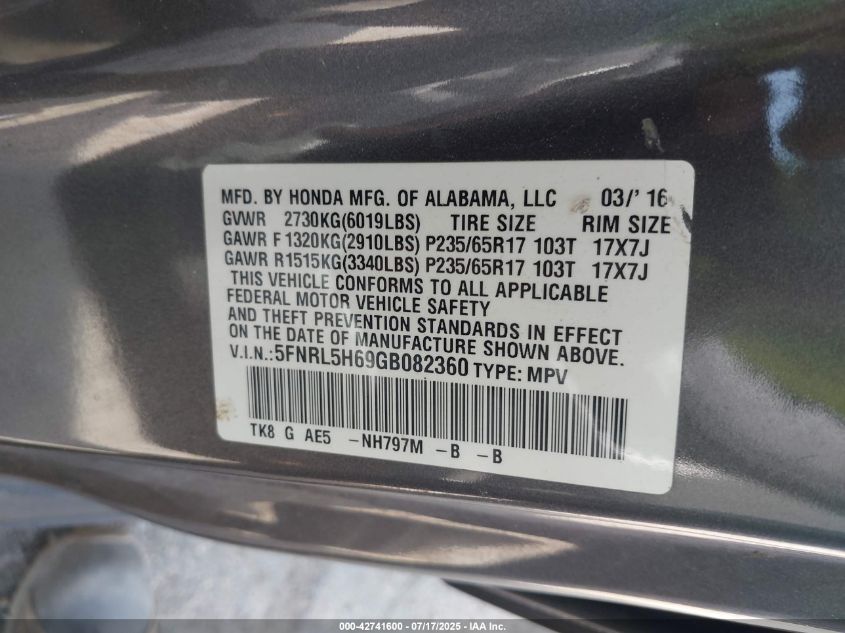 MFD. BY HONDA MFG. OF ALABAMA, LLC 03/'16
GVWR 2730KG(6019LBS) TIRE SIZE RIM SIZE
GAWR F 1320KG(2910LBS) P235/65R17 103T 17X7J
GAWR R1515KG(3340LBS) P235/65R17 103T 17X7J
THIS VEHICLE CONFORMS TO ALL APPLICABLE
FEDERAL MOTOR VEHICLE SAFETY
AND THEFT PREVENTION STANDARDS IN EFFECT
ON THE DATE OF MANUFACTURE SHOWN ABOVE.
V.I.N.:5FNRL5H69GB082360 TYPE: MPV
TK8 G AE5 -NH797M -B -B
000-42741600 - 07/17/2025 - IAA Inc.